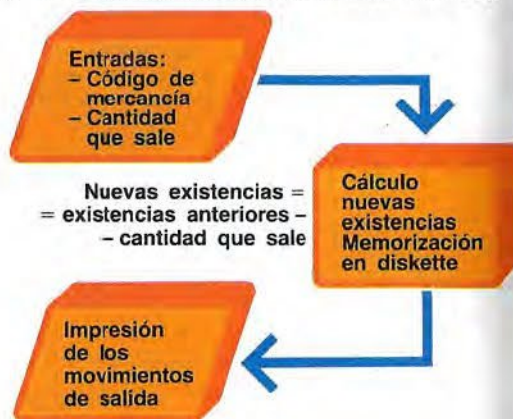 Entradas:
– Código de
mercancía
– Cantidad
que sale
Nuevas existencias =
= existencias anteriores –
– cantidad que sale
Cálculo
nuevas
existencias
Memorización
en diskette
Impresión
de los
movimientos
de salida